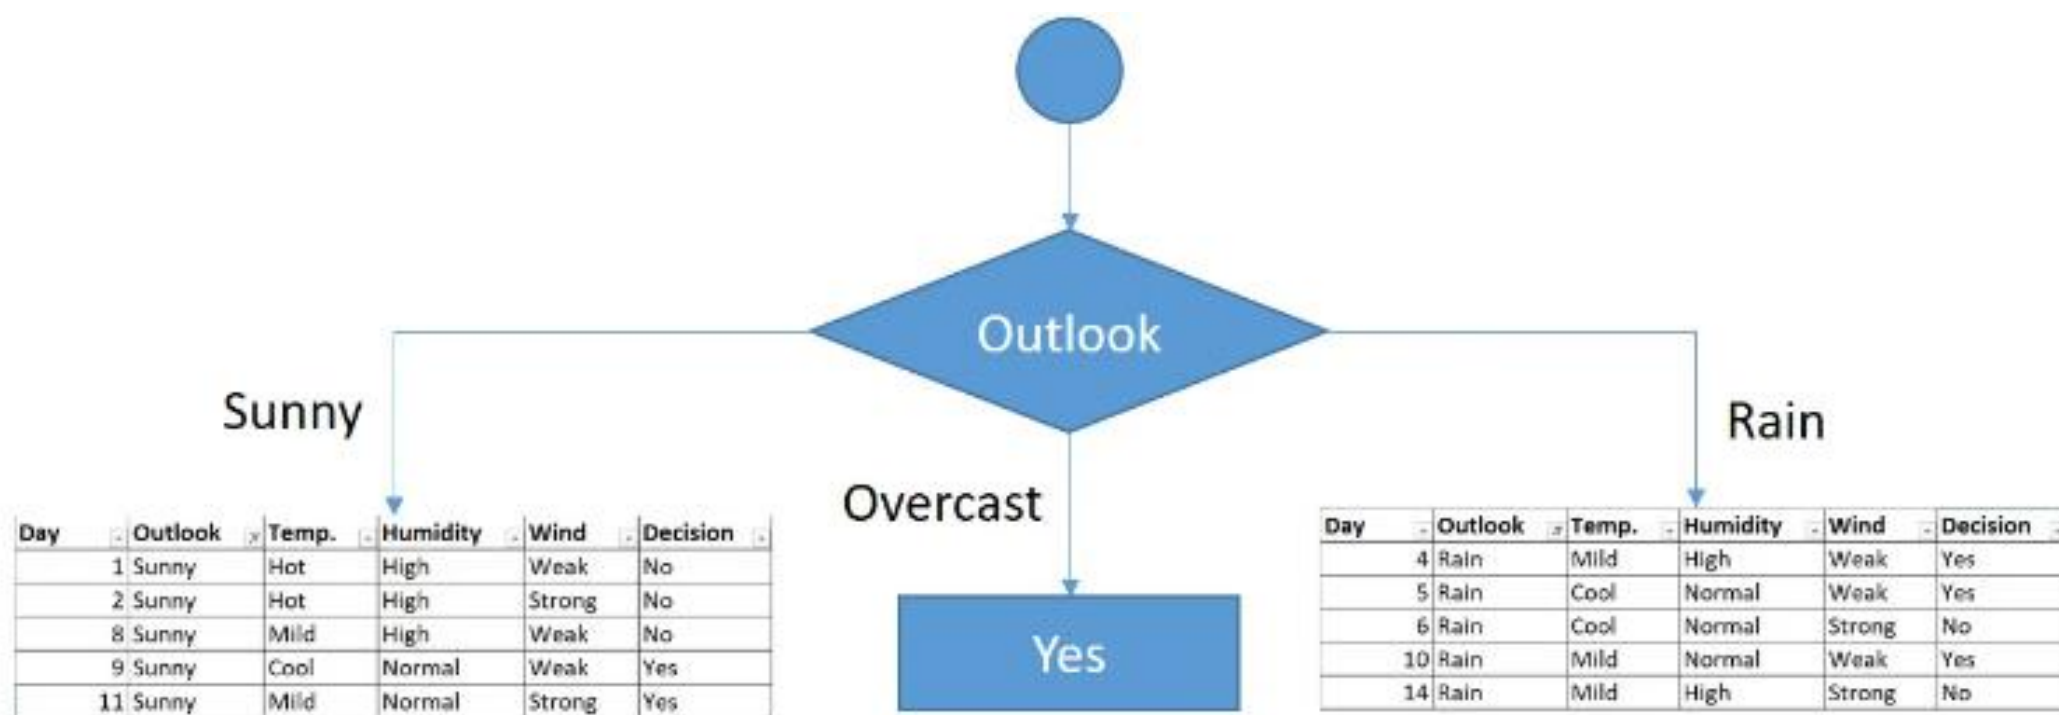 Outlook
Sunny
Rain
Overcast
Yes
Day Outlook Temp. Humidity Wind Decision
1 Sunny Hot High Weak No
2 Sunny Hot High Strong No
8 Sunny Mild High Weak No
9 Sunny Cool Normal Weak Yes
11 Sunny Mild Normal Strong Yes
Day Outlook Temp. Humidity Wind Decision
4 Rain Mild High Weak Yes
5 Rain Cool Normal Weak Yes
6 Rain Cool Normal Strong No
10 Rain Mild Normal Weak Yes
14 Rain Mild High Strong No